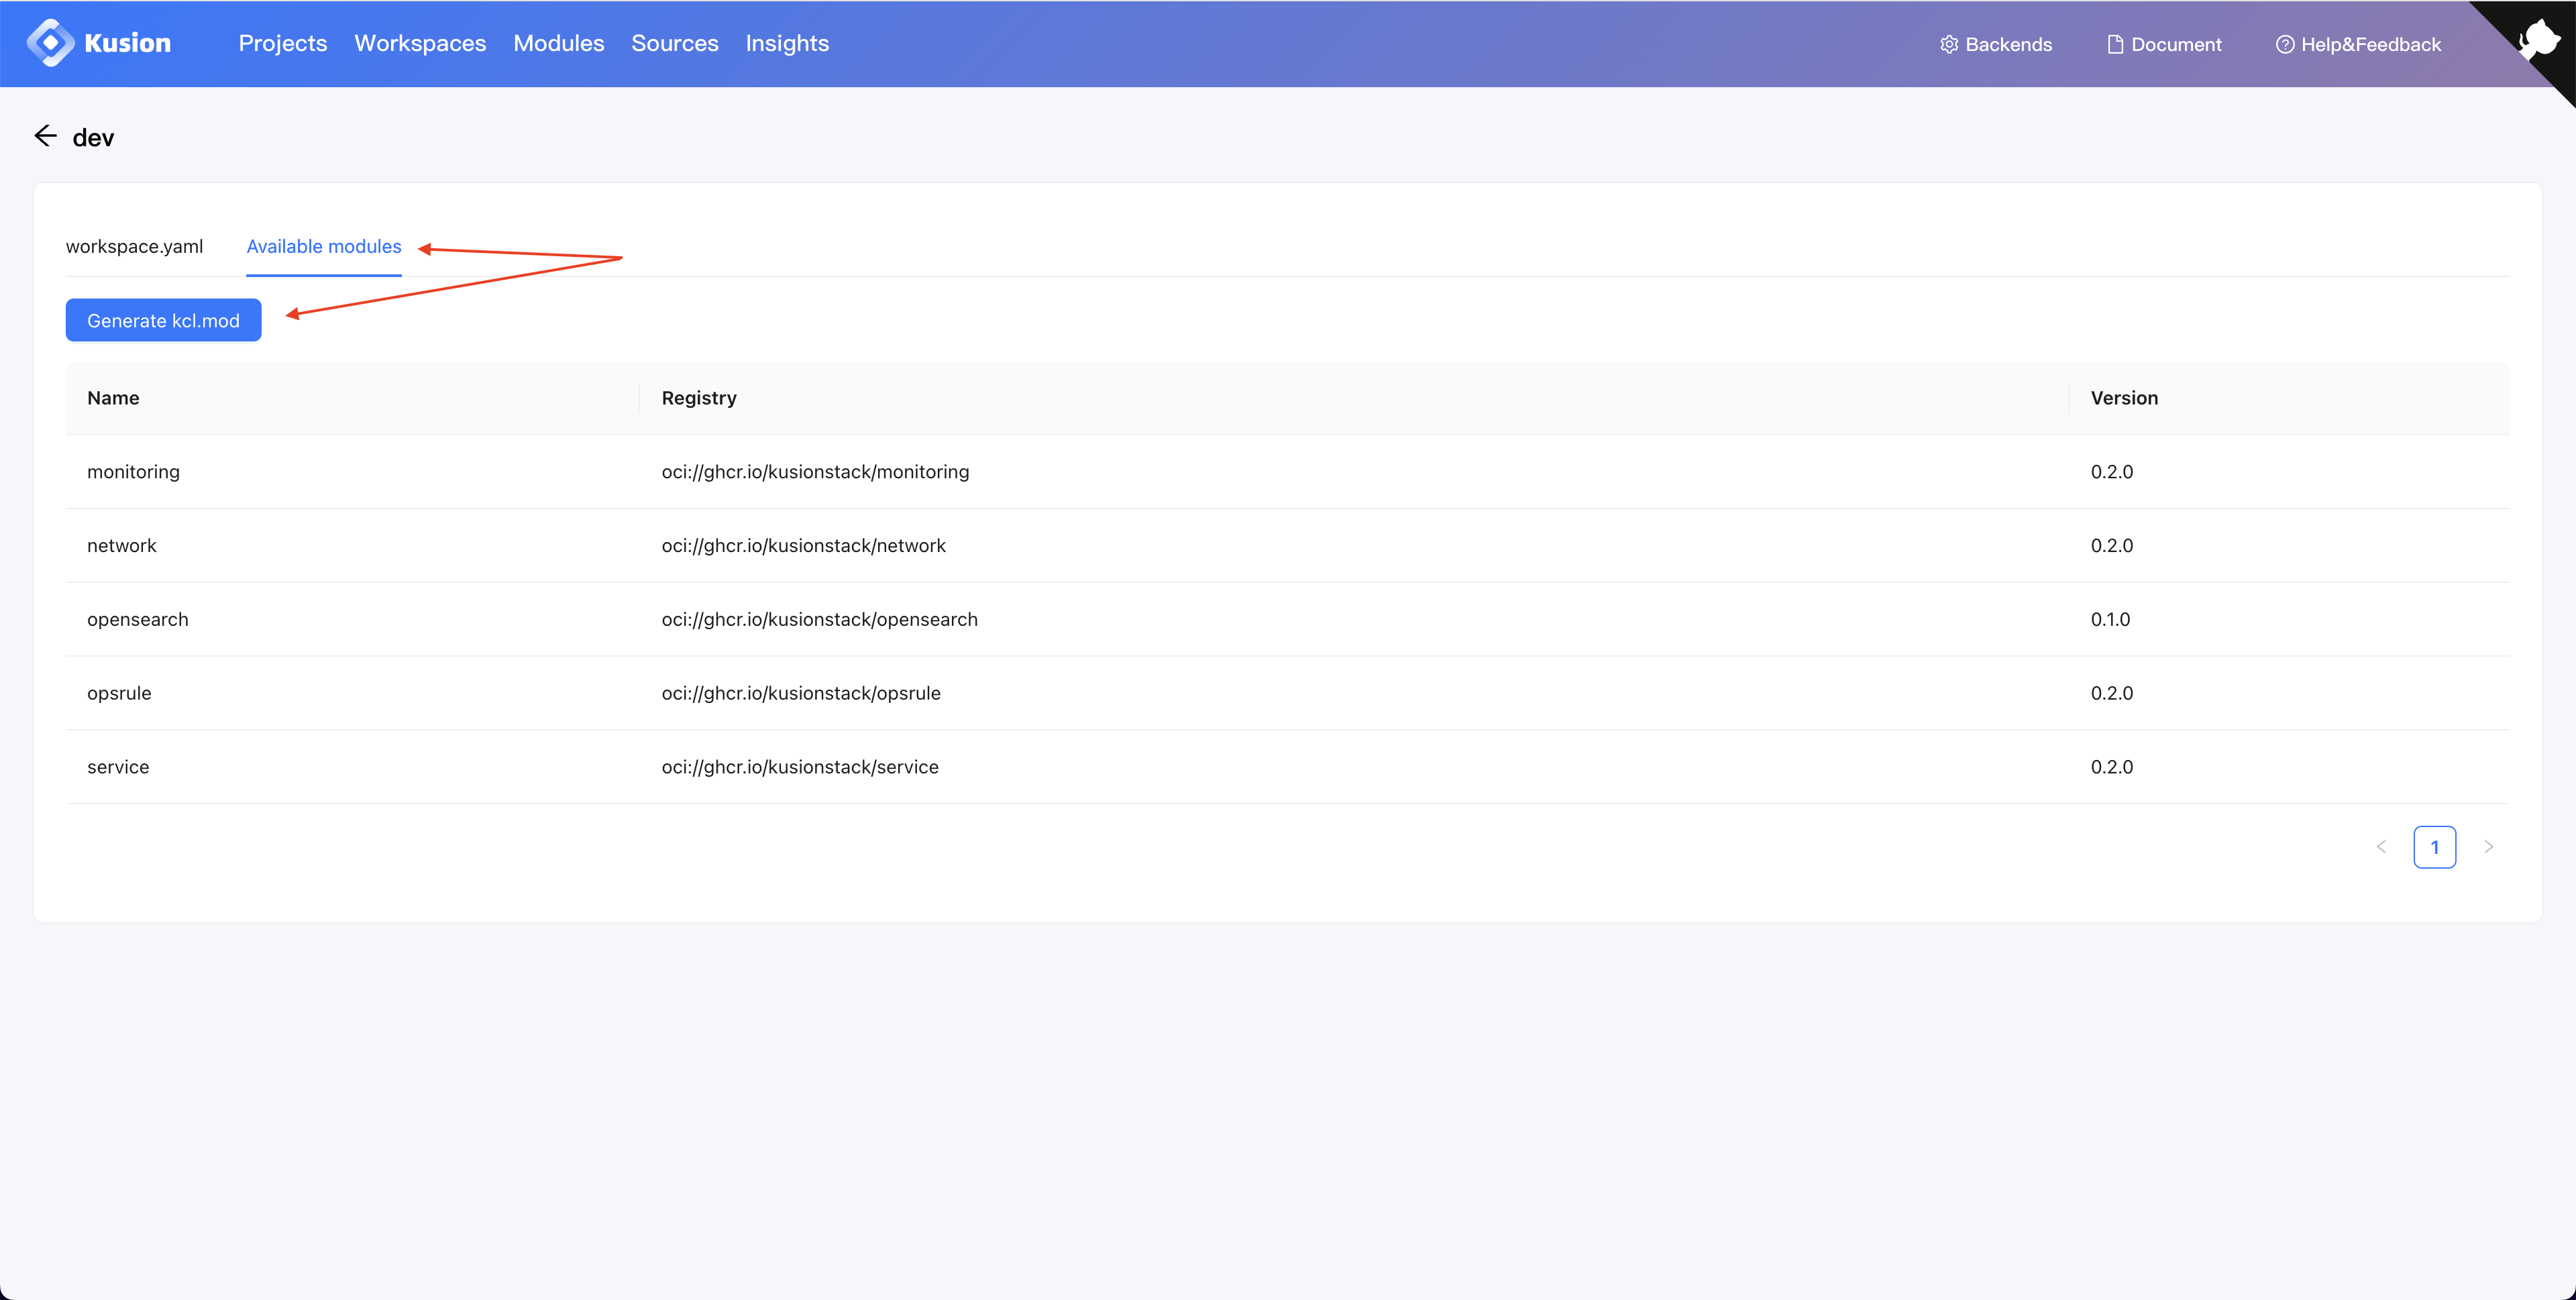 Kusion Projects Workspaces Modules Sources Insights Backends Document Help&Feedback
dev
workspace.yaml Available modules
Generate kcl.mod
Name Registry Version
monitoring oci://ghcr.io/kusionstack/monitoring 0.2.0
network oci://ghcr.io/kusionstack/network 0.2.0
opensearch oci://ghcr.io/kusionstack/opensearch 0.1.0
opsrule oci://ghcr.io/kusionstack/opsrule 0.2.0
service oci://ghcr.io/kusionstack/service 0.2.0
1